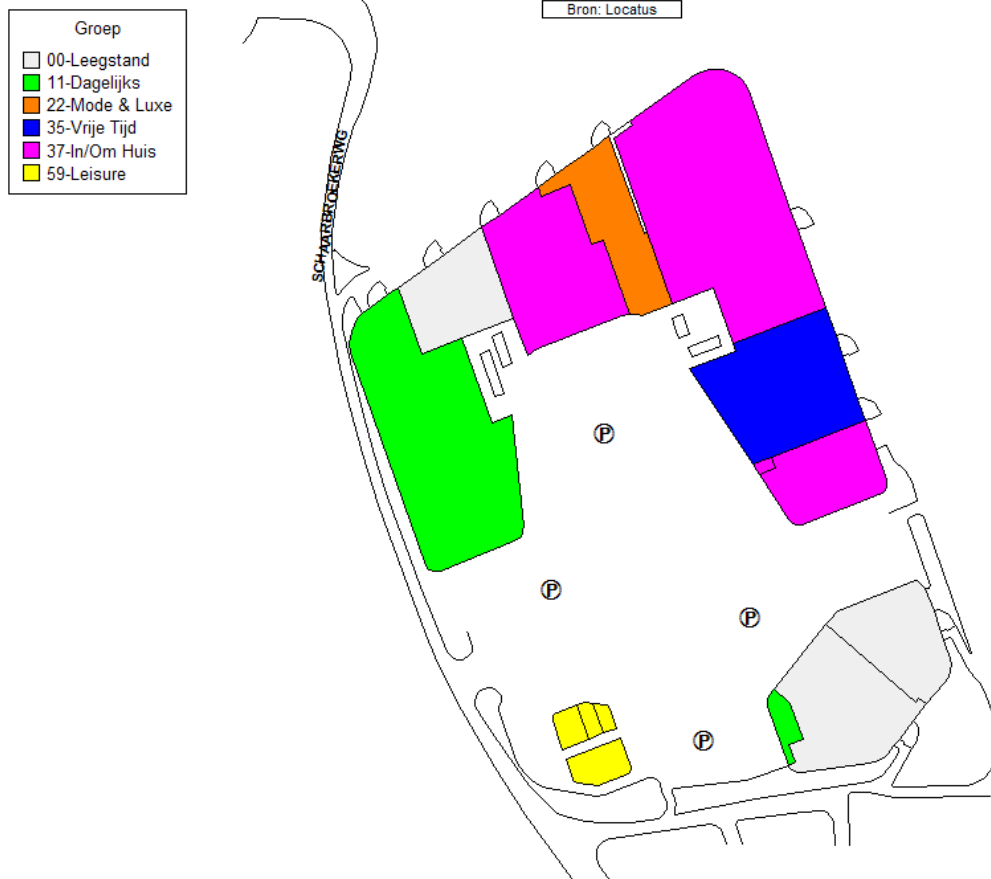 Bron: Locatus
Groep
00-Leegstand
11-Dagelijks
22-Mode & Luxe
35-Vrije Tijd
37-In/Om Huis
59-Leisure
SCHAARBROEKERWG
P
P
P
P